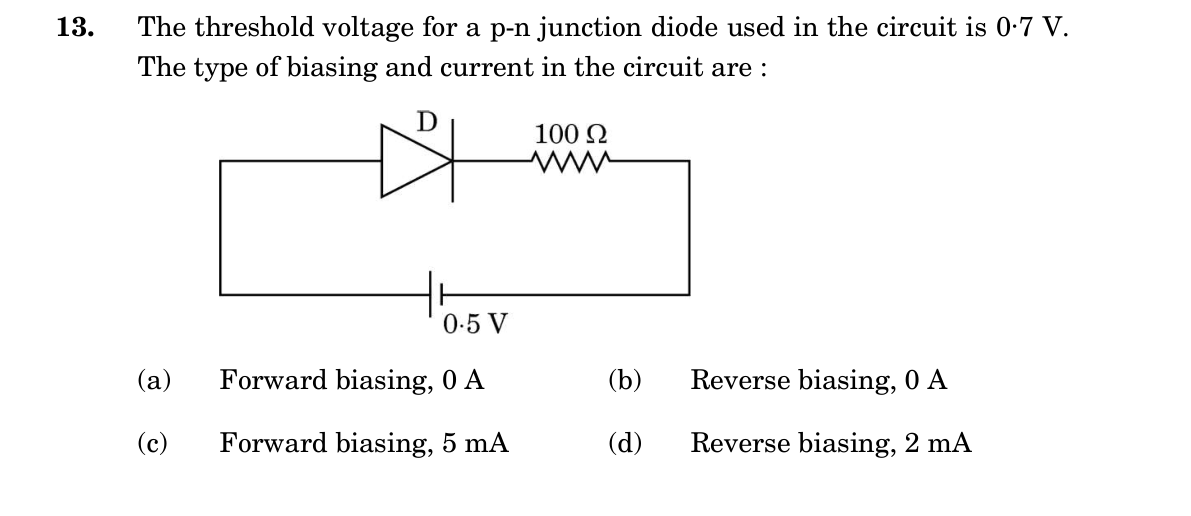 13. The threshold voltage for a p-n junction diode used in the circuit is 0·7 V.
The type of biasing and current in the circuit are :
D
100 Ω
0·5 V
(a) Forward biasing, 0 A (b) Reverse biasing, 0 A
(c) Forward biasing, 5 mA (d) Reverse biasing, 2 mA